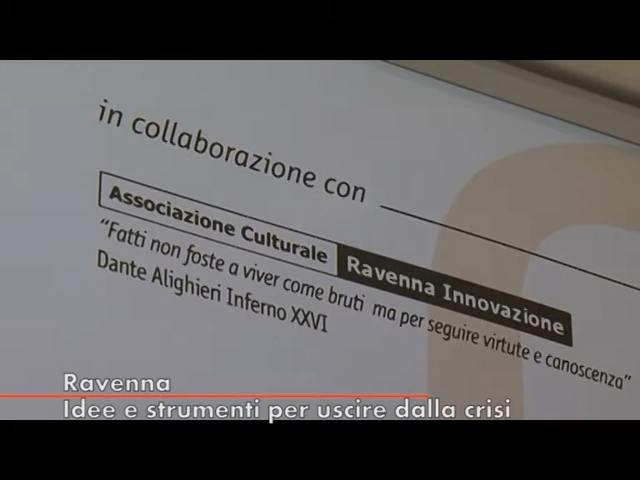 in collaborazione con
Associazione Culturale Ravenna Innovazione
“Fatti non foste a viver come bruti ma per seguire virtute e canoscenza”
Dante Alighieri Inferno XXVI
Ravenna
Idee e strumenti per uscire dalla crisi